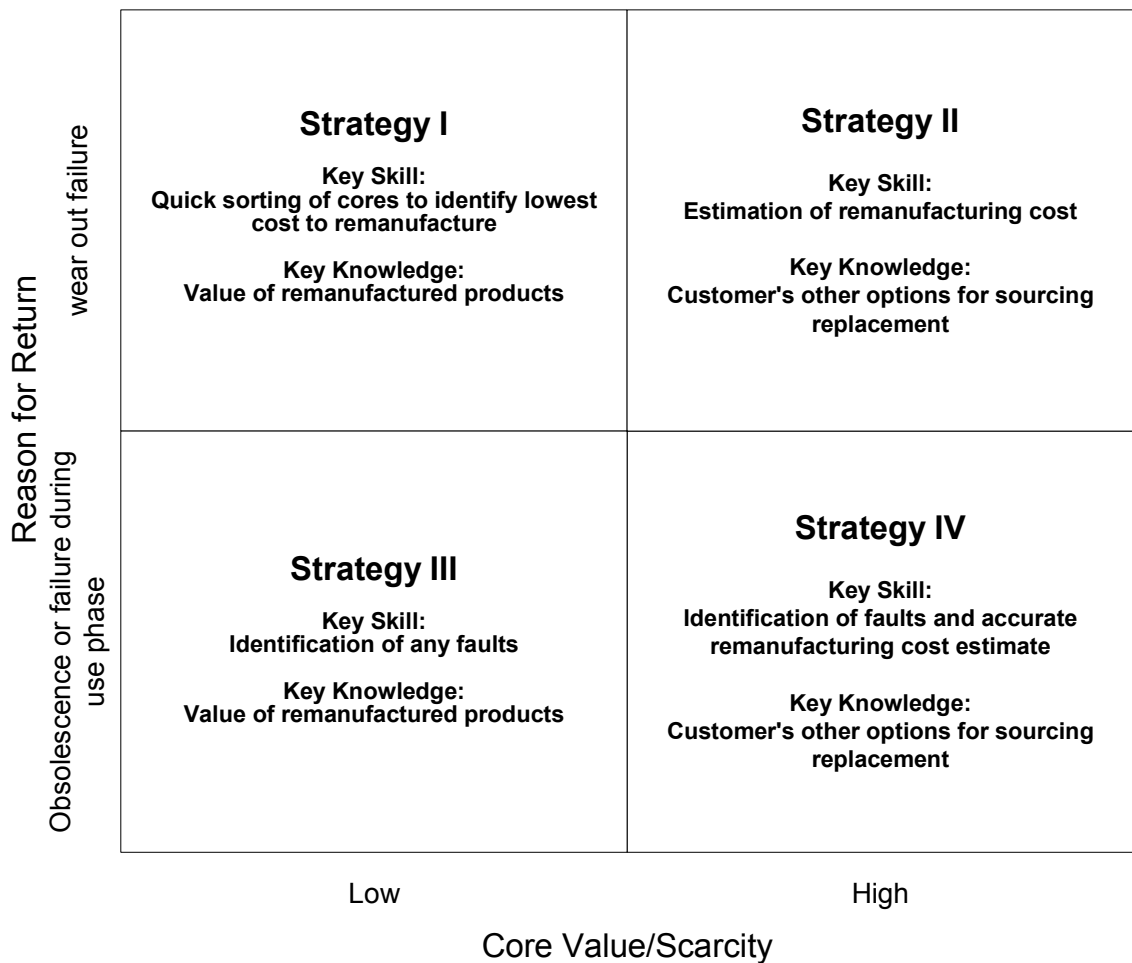 Strategy I
Key Skill:
Quick sorting of cores to identify lowest
cost to remanufacture
Key Knowledge:
Value of remanufactured products
Strategy II
Key Skill:
Estimation of remanufacturing cost
Key Knowledge:
Customer's other options for sourcing
replacement
Strategy III
Key Skill:
Identification of any faults
Key Knowledge:
Value of remanufactured products
Strategy IV
Key Skill:
Identification of faults and accurate
remanufacturing cost estimate
Key Knowledge:
Customer's other options for sourcing
replacement
Reason for Return
wear out failure
Obsolescence or failure during
use phase
Low
High
Core Value/Scarcity